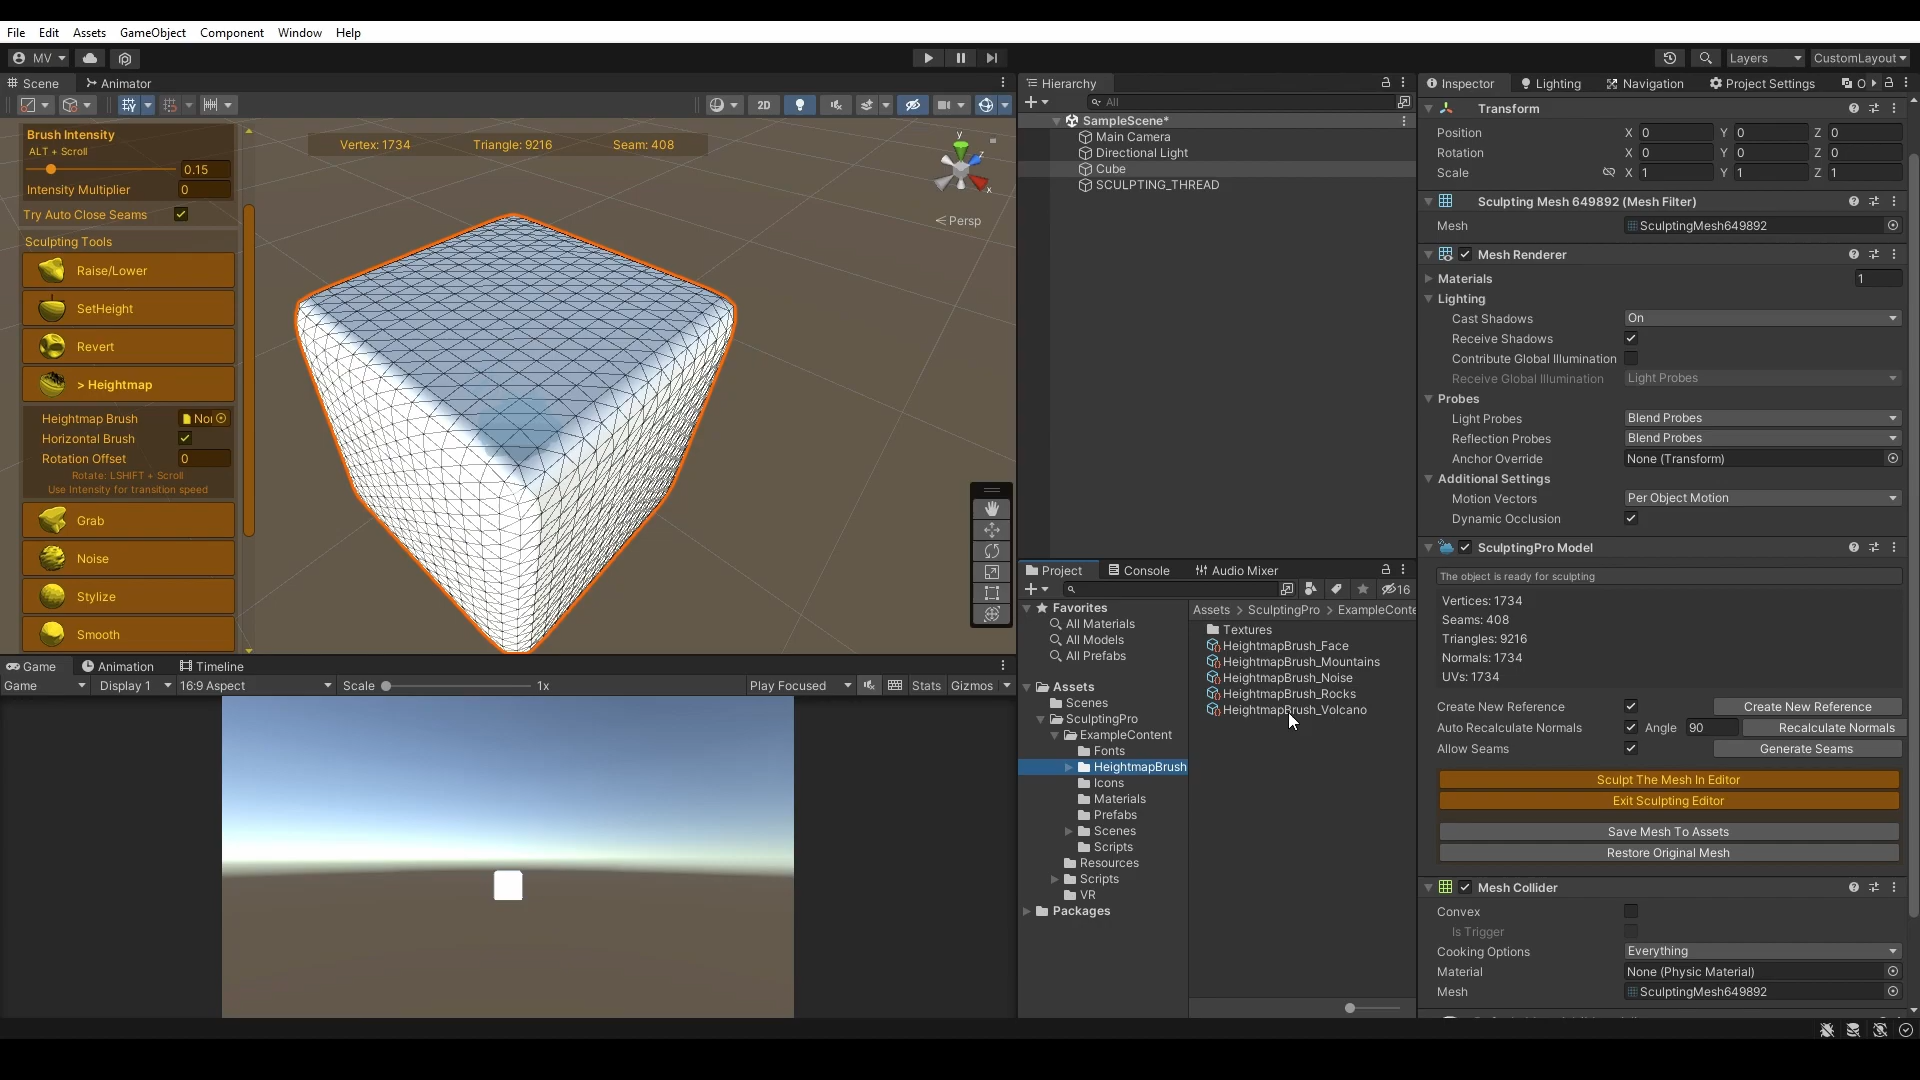 File Edit Assets GameObject Component Window Help
MV
Layers
CustomLayout
Scene
Animator
2D
Brush Intensity
ALT + Scroll
0.15
Intensity Multiplier 0
Try Auto Close Seams
Sculpting Tools
Raise/Lower
SetHeight
Revert
> Heightmap
Heightmap Brush
Horizontal Brush
Rotation Offset 0
Rotate: LSHIFT + Scroll
Use Intensity for transition speed
Grab
Noise
Stylize
Smooth
Vertex: 1734 Triangle: 9216 Seam: 408
y
z
x
Persp
Game
Animation
Timeline
Game
Display 1
16:9 Aspect
Scale
1x
Play Focused
Stats
Gizmos
Hierarchy
All
SampleScene*
Main Camera
Directional Light
Cube
SCULPTING_THREAD
Project
Console
Audio Mixer
16
Favorites
All Materials
All Models
All Prefabs
Assets
Scenes
SculptingPro
ExampleContent
Fonts
HeightmapBrush
Icons
Materials
Prefabs
Scenes
Scripts
Resources
Scripts
VR
Packages
Assets > SculptingPro > ExampleConte
Textures
HeightmapBrush_Face
HeightmapBrush_Mountains
HeightmapBrush_Noise
HeightmapBrush_Rocks
HeightmapBrush_Volcano
Inspector
Lighting
Navigation
Project Settings
O
Transform
Position X 0 Y 0 Z 0
Rotation X 0 Y 0 Z 0
Scale X 1 Y 1 Z 1
Sculpting Mesh 649892 (Mesh Filter)
Mesh SculptingMesh649892
Mesh Renderer
Materials 1
Lighting
Cast Shadows On
Receive Shadows
Contribute Global Illumination
Receive Global Illumination Light Probes
Probes
Light Probes Blend Probes
Reflection Probes Blend Probes
Anchor Override None (Transform)
Additional Settings
Motion Vectors Per Object Motion
Dynamic Occlusion
SculptingPro Model
The object is ready for sculpting
Vertices: 1734
Seams: 408
Triangles: 9216
Normals: 1734
UVs: 1734
Create New Reference Create New Reference
Auto Recalculate Normals Angle 90 Recalculate Normals
Allow Seams Generate Seams
Sculpt The Mesh In Editor
Exit Sculpting Editor
Save Mesh To Assets
Restore Original Mesh
Mesh Collider
Convex
Is Trigger
Cooking Options Everything
Material None (Physic Material)
Mesh SculptingMesh649892